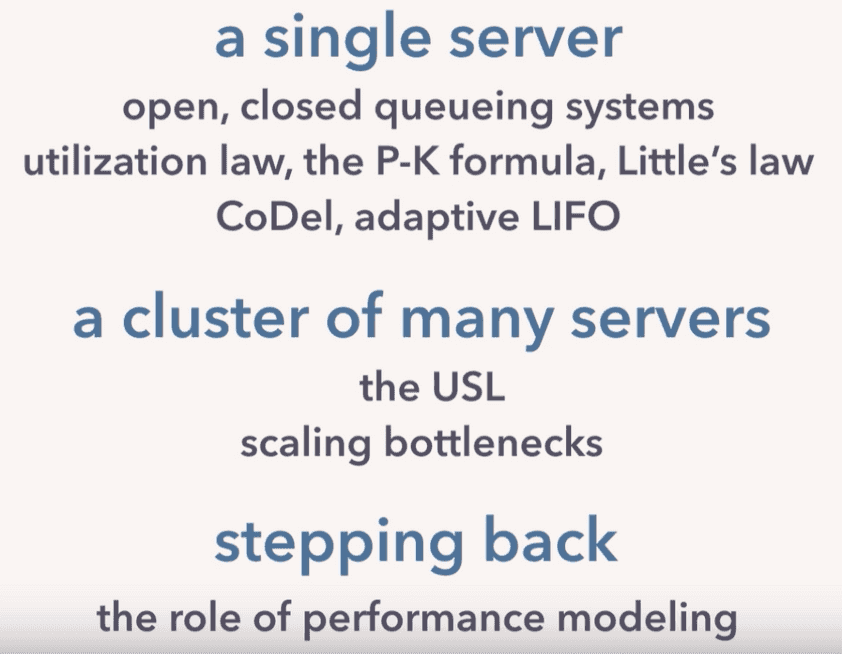 a single server
open, closed queueing systems
utilization law, the P-K formula, Little’s law
CoDel, adaptive LIFO
a cluster of many servers
the USL
scaling bottlenecks
stepping back
the role of performance modeling